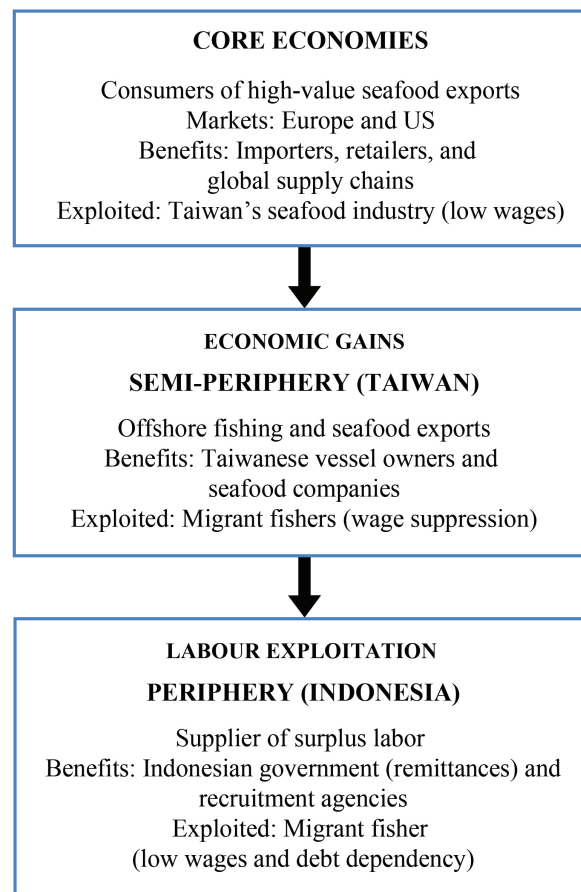 CORE ECONOMIES
Consumers of high-value seafood exports
Markets: Europe and US
Benefits: Importers, retailers, and
global supply chains
Exploited: Taiwan’s seafood industry (low wages)
ECONOMIC GAINS
SEMI-PERIPHERY (TAIWAN)
Offshore fishing and seafood exports
Benefits: Taiwanese vessel owners and
seafood companies
Exploited: Migrant fishers (wage suppression)
LABOUR EXPLOITATION
PERIPHERY (INDONESIA)
Supplier of surplus labor
Benefits: Indonesian government (remittances) and
recruitment agencies
Exploited: Migrant fisher
(low wages and debt dependency)